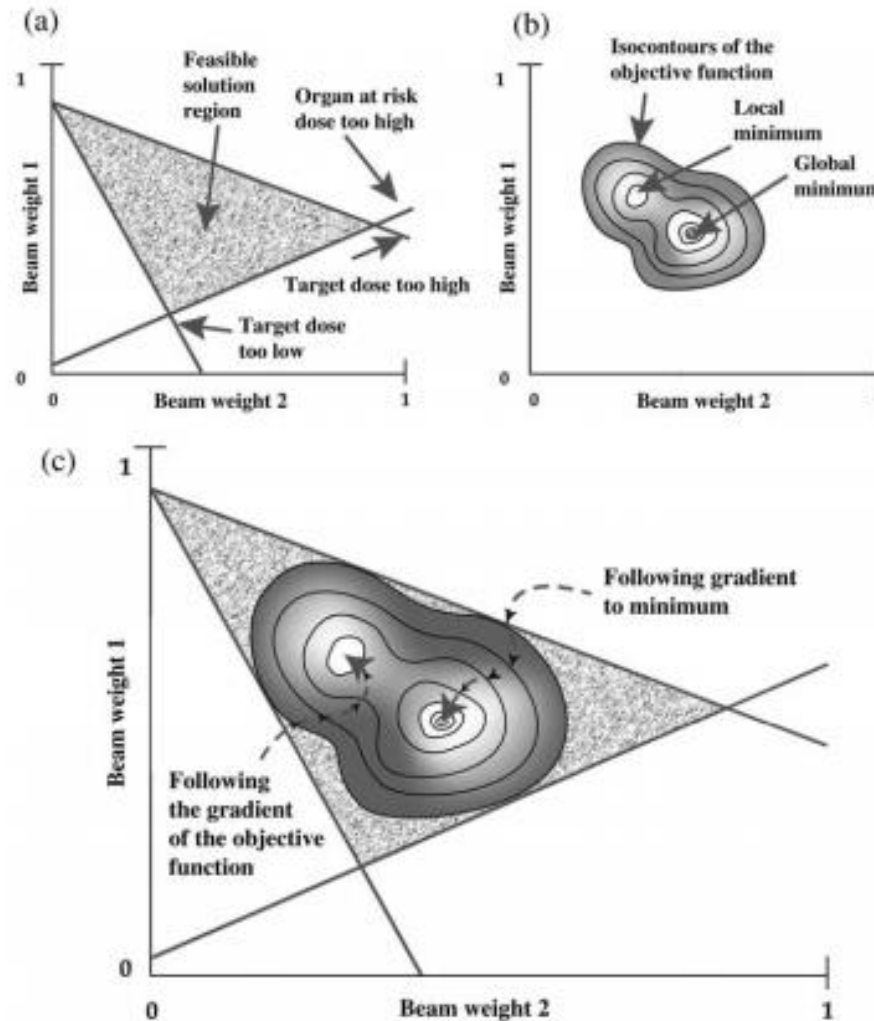 (a)
1
Feasible
solution
region
Organ at risk
dose too high
Beam weight 1
Target dose too high
Target dose
too low
0
0
Beam weight 2
1
(b)
1
Isocontours of the
objective function
Local
minimum
Global
minimum
Beam weight 1
0
0
Beam weight 2
(c)
1
Following gradient
to minimum
Beam weight 1
Following
the gradient
of the objective
function
0
0
Beam weight 2
1